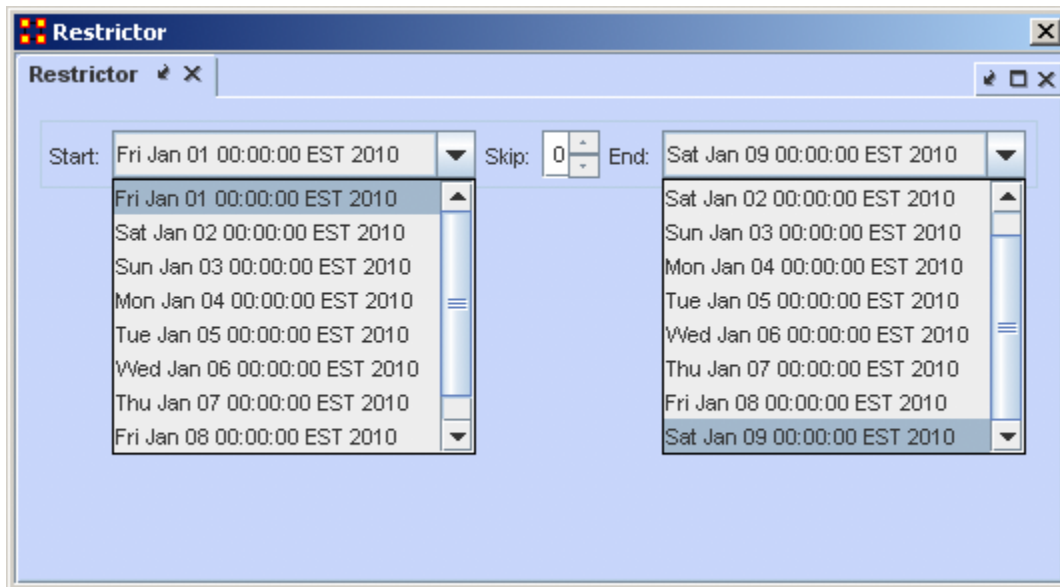 Restrictor
Restrictor
Start: Fri Jan 01 00:00:00 EST 2010 Skip: 0 End: Sat Jan 09 00:00:00 EST 2010
Fri Jan 01 00:00:00 EST 2010
Sat Jan 02 00:00:00 EST 2010
Sun Jan 03 00:00:00 EST 2010
Mon Jan 04 00:00:00 EST 2010
Tue Jan 05 00:00:00 EST 2010
Wed Jan 06 00:00:00 EST 2010
Thu Jan 07 00:00:00 EST 2010
Fri Jan 08 00:00:00 EST 2010
Sat Jan 02 00:00:00 EST 2010
Sun Jan 03 00:00:00 EST 2010
Mon Jan 04 00:00:00 EST 2010
Tue Jan 05 00:00:00 EST 2010
Wed Jan 06 00:00:00 EST 2010
Thu Jan 07 00:00:00 EST 2010
Fri Jan 08 00:00:00 EST 2010
Sat Jan 09 00:00:00 EST 2010